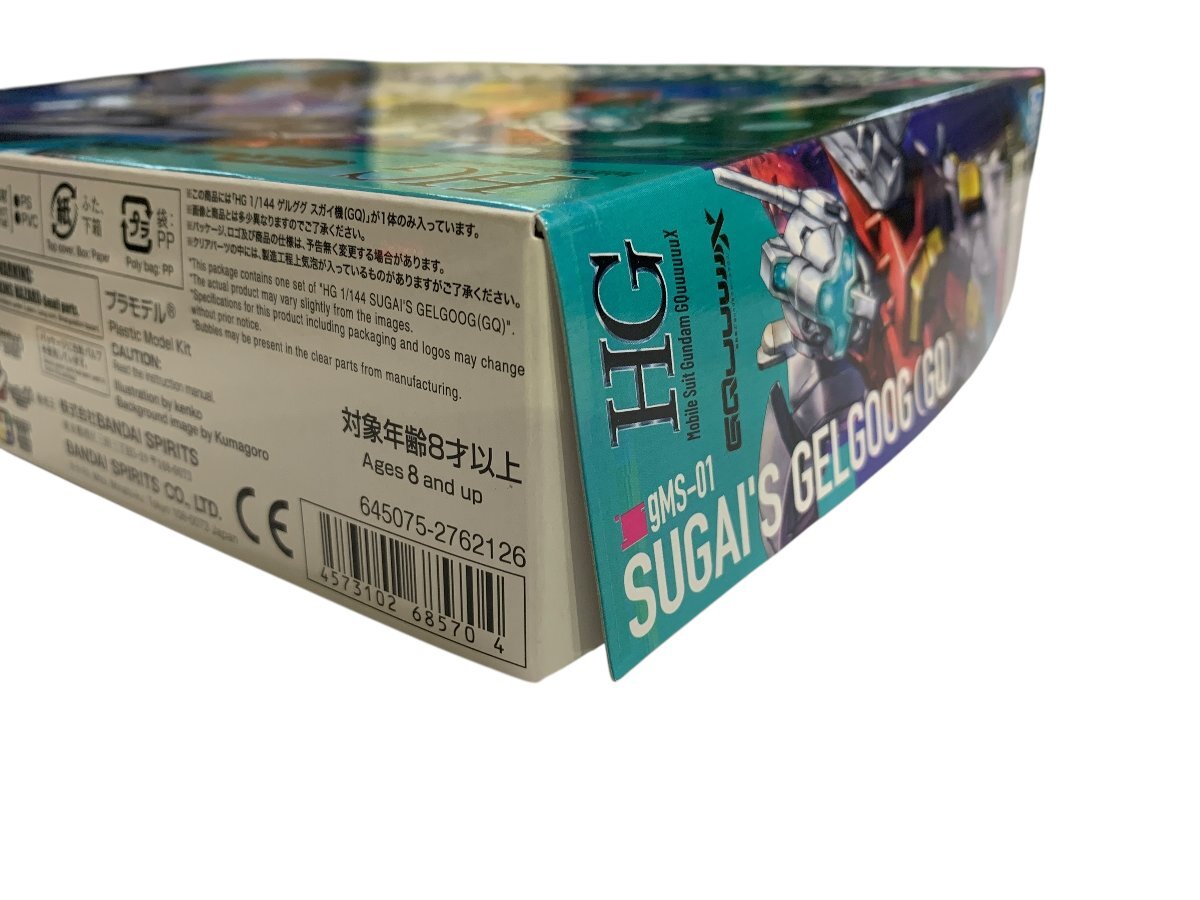 PS
PVC
紙
ふた、
下箱
Top cover, Box: Paper
プラ
袋:
PP
Poly bag: PP
※この商品には「HG 1/144 ゲルググ スガイ機(GQ)」が1体のみ入っています。
※画像と商品とは多少異なりますのでご了承ください。
※パッケージ、ロゴ及び商品の仕様は、予告無く変更する場合があります。
※クリアパーツの中には、製造工程上気泡が入っているものがありますがご了承ください。
*This package contains one set of "HG 1/144 SUGAI'S GELGOOG(GQ)".
*The actual product may vary slightly from the images.
*Specifications for this product including packaging and logos may change
without prior notice.
*Bubbles may be present in the clear parts from manufacturing.
WARNING:
プラモデル®
Plastic Model Kit
CAUTION:
Read the instruction manual.
Illustration by kenko
Background image by Kumagoro
株式会社BANDAI SPIRITS
BANDAI SPIRITS CO., LTD.
CE
対象年齢8才以上
Ages 8 and up
645075-2762126
4573102 68570 4
HG
Mobile Suit Gundam GQuuuuuuX
GQuuuuuuX
gMS-01
SUGAI'S GELGOOG(GQ)